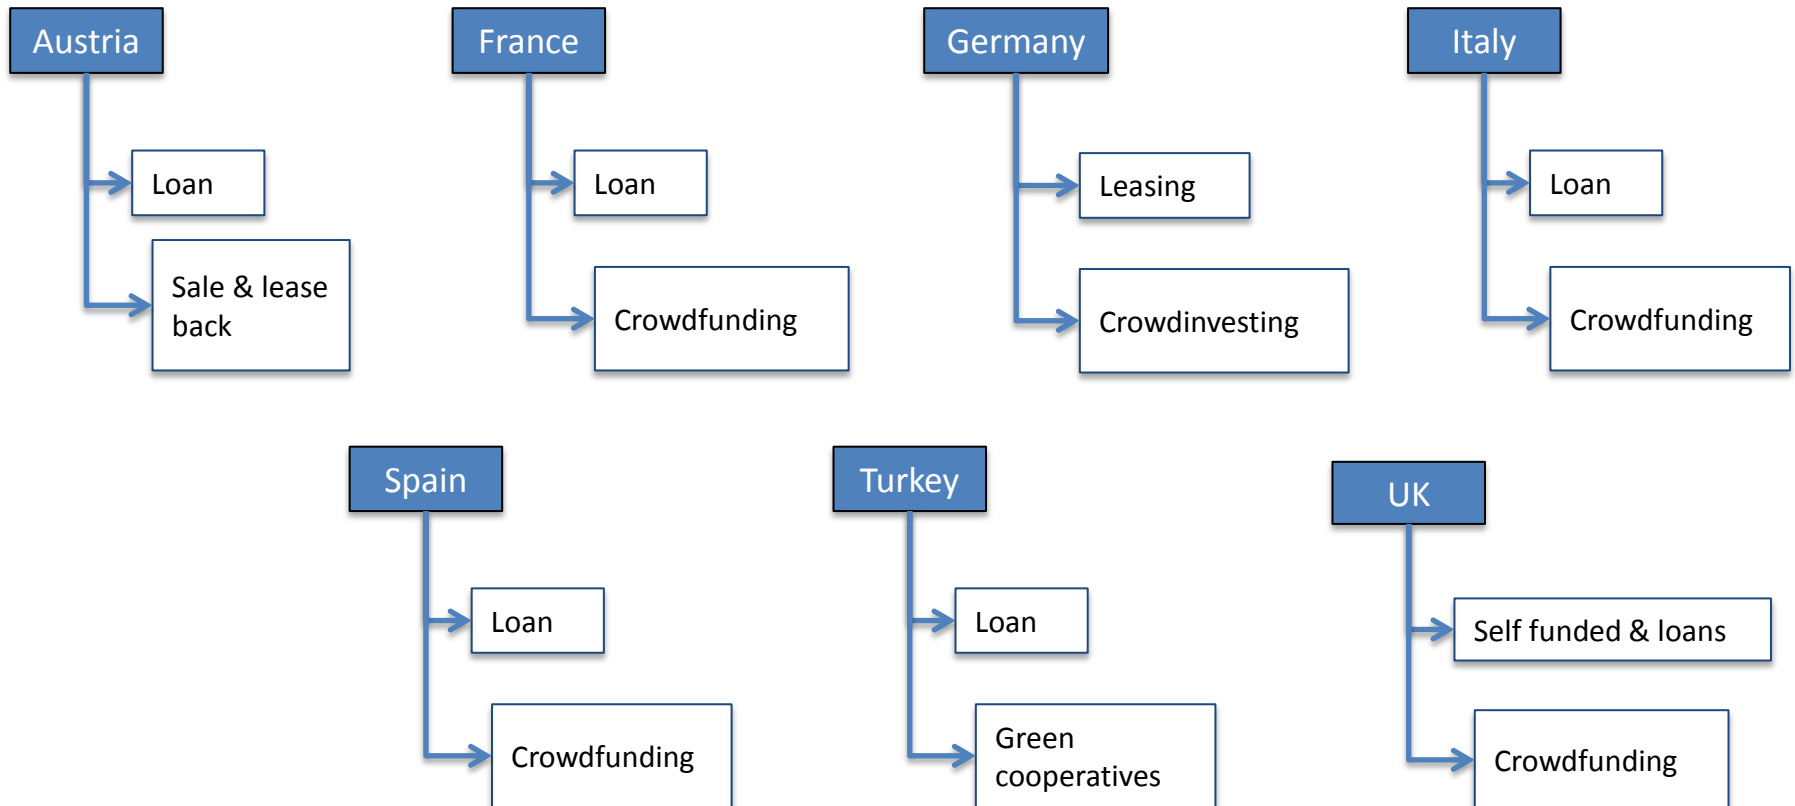 Austria
Loan
Sale & lease
back
France
Loan
Crowdfunding
Germany
Leasing
Crowdinvesting
Italy
Loan
Crowdfunding
Spain
Loan
Crowdfunding
Turkey
Loan
Green
cooperatives
UK
Self funded & loans
Crowdfunding